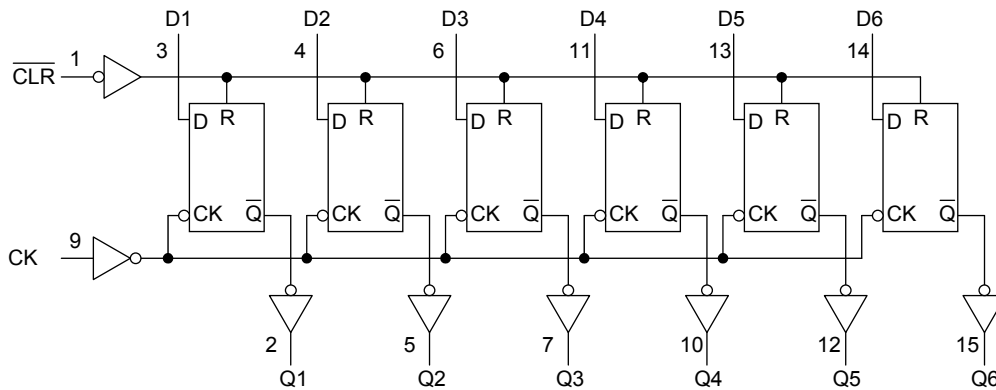 D1 D2 D3 D4 D5 D6
3 4 6 11 13 14
1
C̅L̅R̅
D R D R D R D R D R D R
CK Q̅ CK Q̅ CK Q̅ CK Q̅ CK Q̅ CK Q̅
9
CK
2 5 7 10 12 15
Q1 Q2 Q3 Q4 Q5 Q6